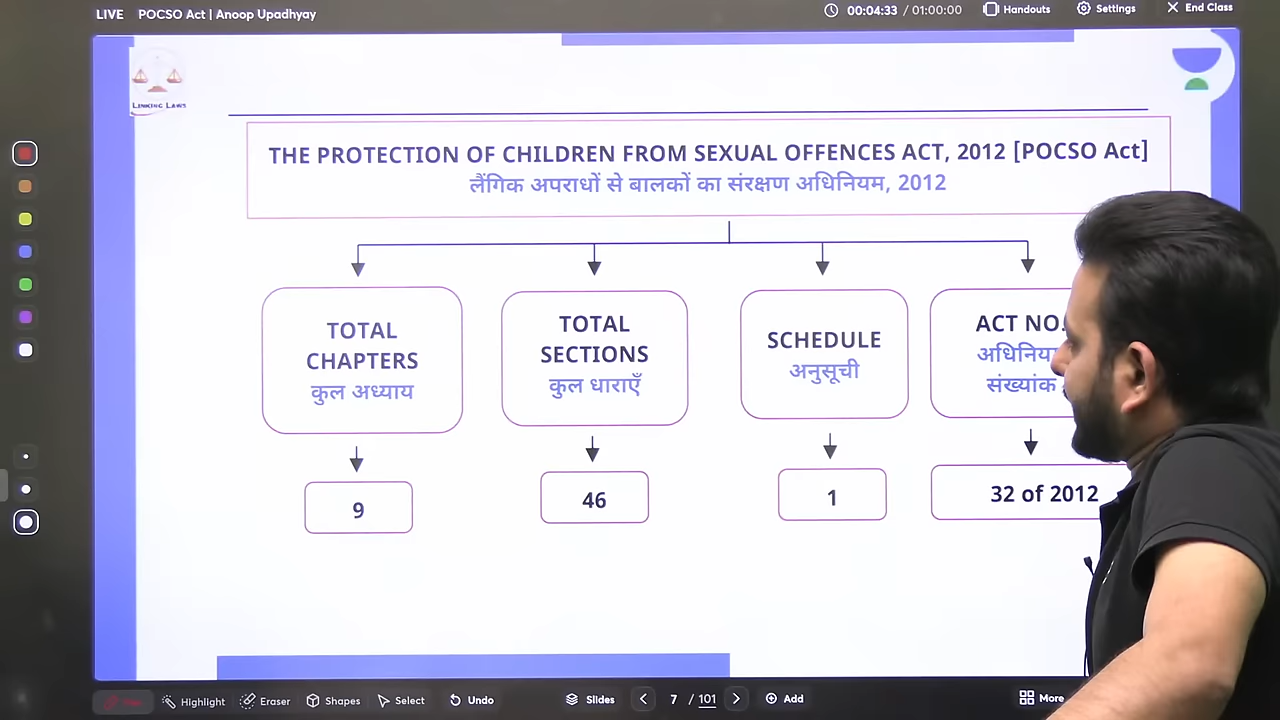 LIVE POCSO Act | Anoop Upadhyay 00:04:33 / 01:00:00 Handouts Settings End Class
LINKING LAWS
THE PROTECTION OF CHILDREN FROM SEXUAL OFFENCES ACT, 2012 [POCSO Act]
लैंगिक अपराधों से बालकों का संरक्षण अधिनियम, 2012
TOTAL
CHAPTERS
कुल अध्याय
TOTAL
SECTIONS
कुल धाराएँ
SCHEDULE
अनुसूची
ACT NO.
संख्यांक
9
46
1
32 of 2012
Highlight Eraser Shapes Select Undo Slides 7 / 101 Add More